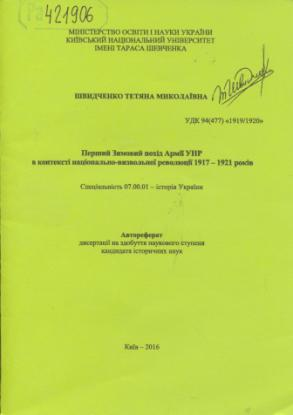 421906
МІНІСТЕРСТВО ОСВІТИ І НАУКИ УКРАЇНИ
КИЇВСЬКИЙ НАЦІОНАЛЬНИЙ УНІВЕРСИТЕТ
ІМЕНІ ТАРАСА ШЕВЧЕНКА
ШВИДЧЕНКО ТЕТЯНА МИКОЛАЇВНА
УДК 94(477) «1919/1920»
Перший Зимовий похід Армії УНР
в контексті національно-визвольної революції 1917 – 1921 років
Спеціальність 07.00.01 – історія України
Автореферат
дисертації на здобуття наукового ступеня
кандидата історичних наук
Київ – 2016